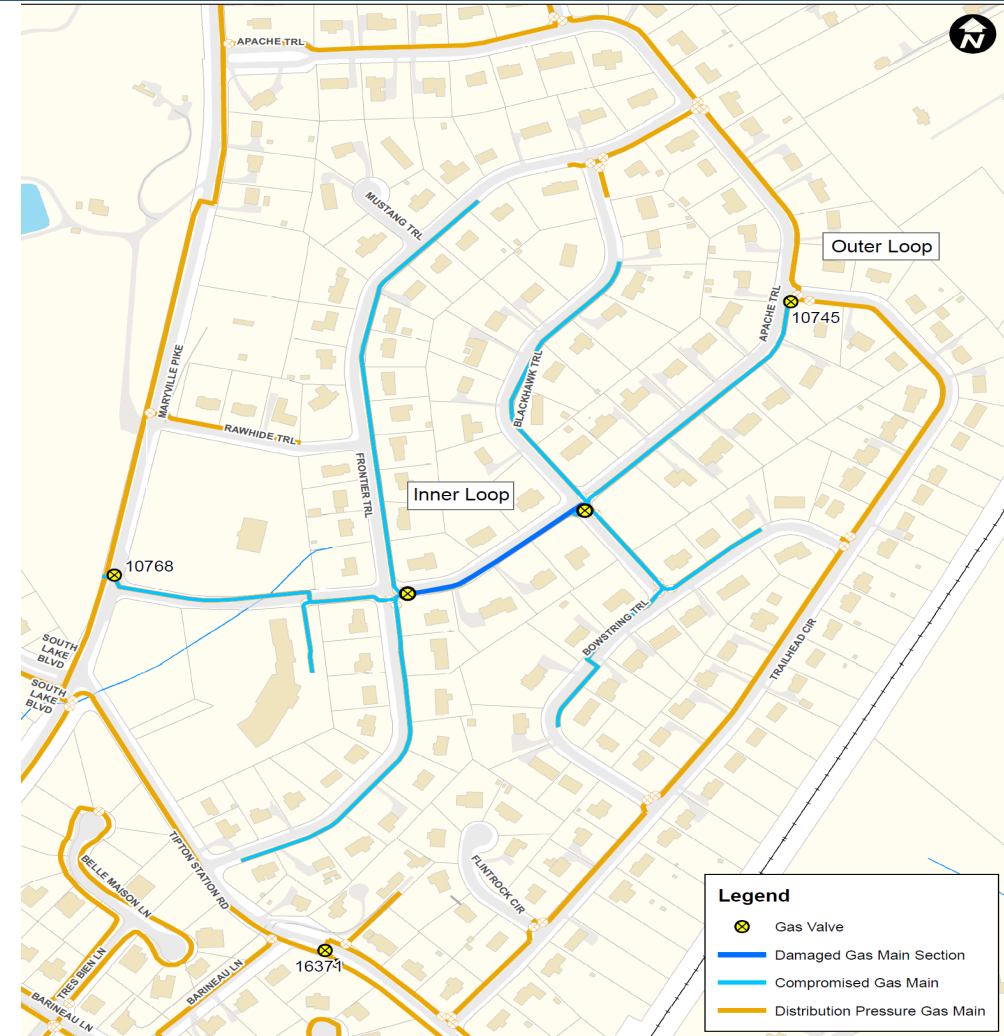 N
APACHE TRL
MUSTANG TRL
Outer Loop
APACHE TRL
10745
MARYVILLE PIKE
BLACKHAWK TRL
RAWHIDE TRL
FRONTIER TRL
Inner Loop
10768
BOWSTRING TRL
TRAILHEAD CIR
SOUTH
LAKE
BLVD
SOUTH
LAKE
BLVD
TIPTON STATION RD
BELLE MAISON LN
FLINTROCK CIR
TRES BIEN LN
BARINEAU LN
16371
BARINEAU LN
Legend
Gas Valve
Damaged Gas Main Section
Compromised Gas Main
Distribution Pressure Gas Main